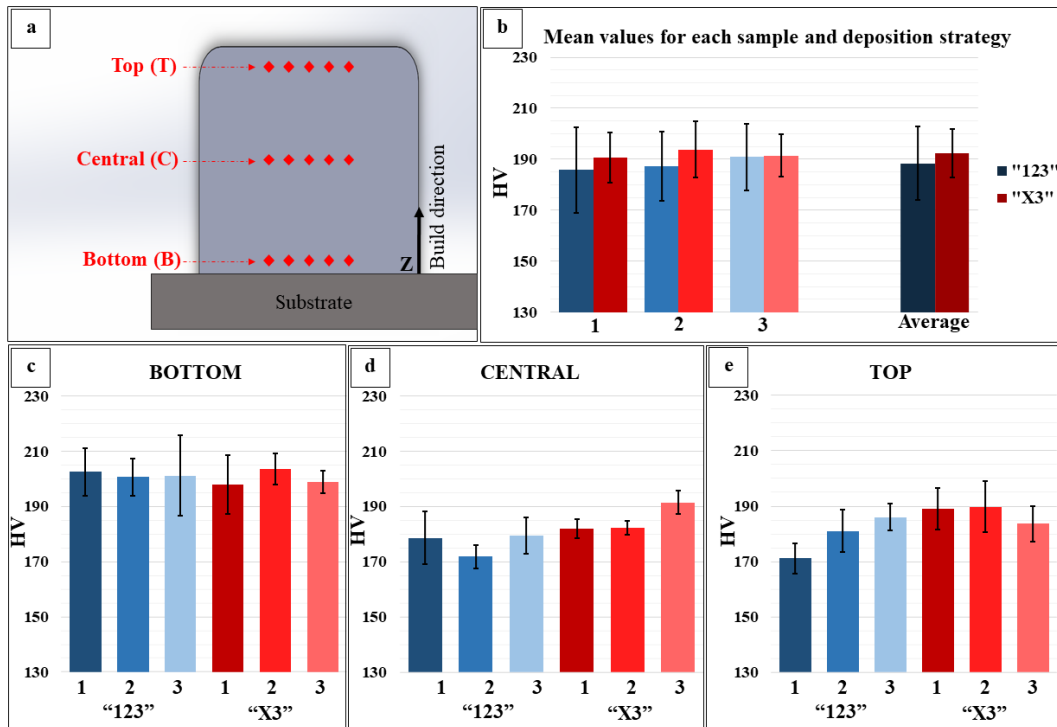 a
Top (T)
Central (C)
Bottom (B)
Z
Build direction
Substrate
b
Mean values for each sample and deposition strategy
HV
230
210
190
170
150
130
1 2 3 Average
"123"
"X3"
c
BOTTOM
HV
230
210
190
170
150
130
1 2 3 1 2 3
“123” “X3”
d
CENTRAL
HV
230
210
190
170
150
130
1 2 3 1 2 3
“123” “X3”
e
TOP
HV
230
210
190
170
150
130
1 2 3 1 2 3
“123” “X3”